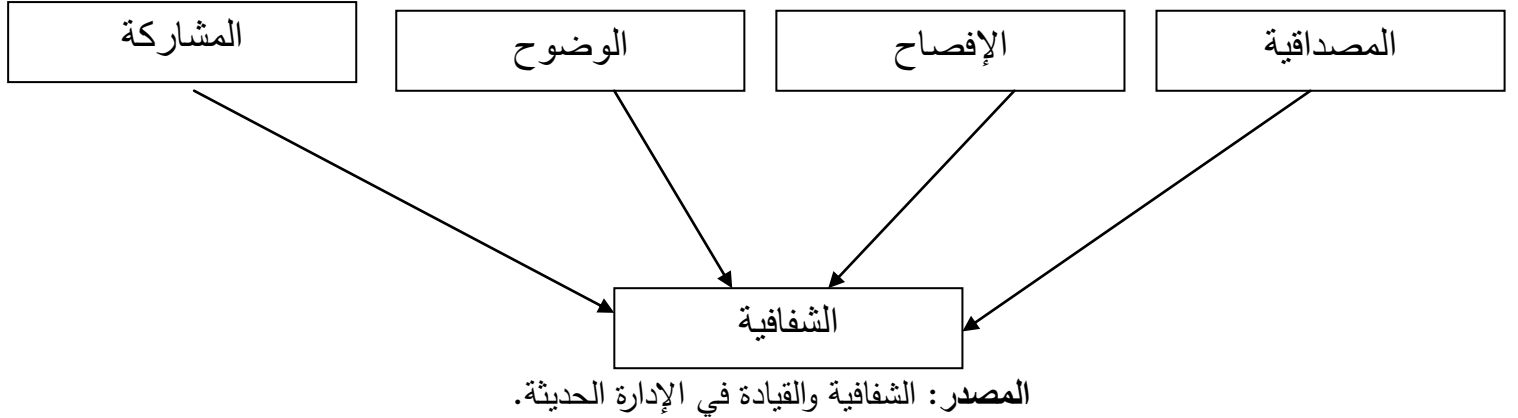 المصداقية
الإفصاح
الوضوح
المشاركة
الشفافية
المصدر: الشفافية والقيادة في الإدارة الحديثة.